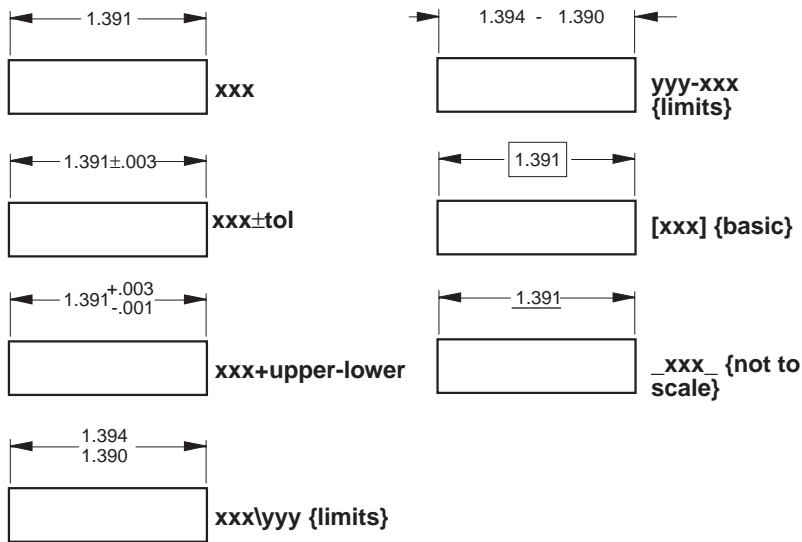 1.391
xxx
1.391±.003
xxx±tol
1.391+.003
-.001
xxx+upper-lower
1.394
1.390
xxx\yyy {limits}
1.394 - 1.390
yyy-xxx
{limits}
1.391
[xxx] {basic}
1.391
_xxx_ {not to
scale}